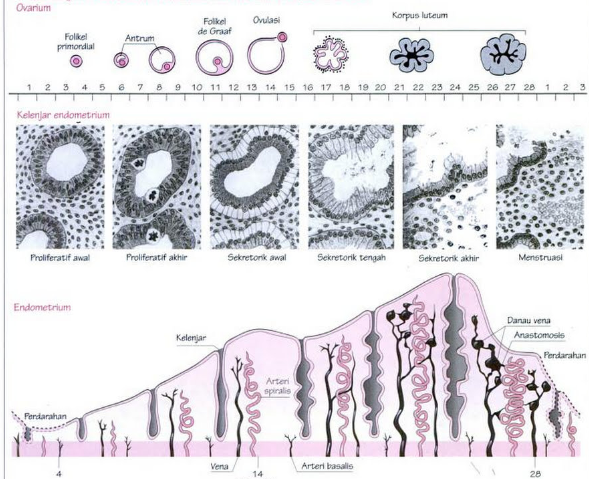 Ovarium
Folikel
primordial
Antrum
Folikel
de Graaf
Ovulasi
Korpus luteum
1 2 3 4 5 6 7 8 9 10 11 12 13 14 15 16 17 18 19 20 21 22 23 24 25 26 27 28 1 2 3
Kelenjar endometrium
Proliferatif awal
Proliferatif akhir
Sekretorik awal
Sekretorik tengah
Sekretorik akhir
Menstruasi
Endometrium
Kelenjar
Danau vena
Anastomosis
Perdarahan
Arteri
spiralis
Perdarahan
Vena
Arteri basalis
4
14
28